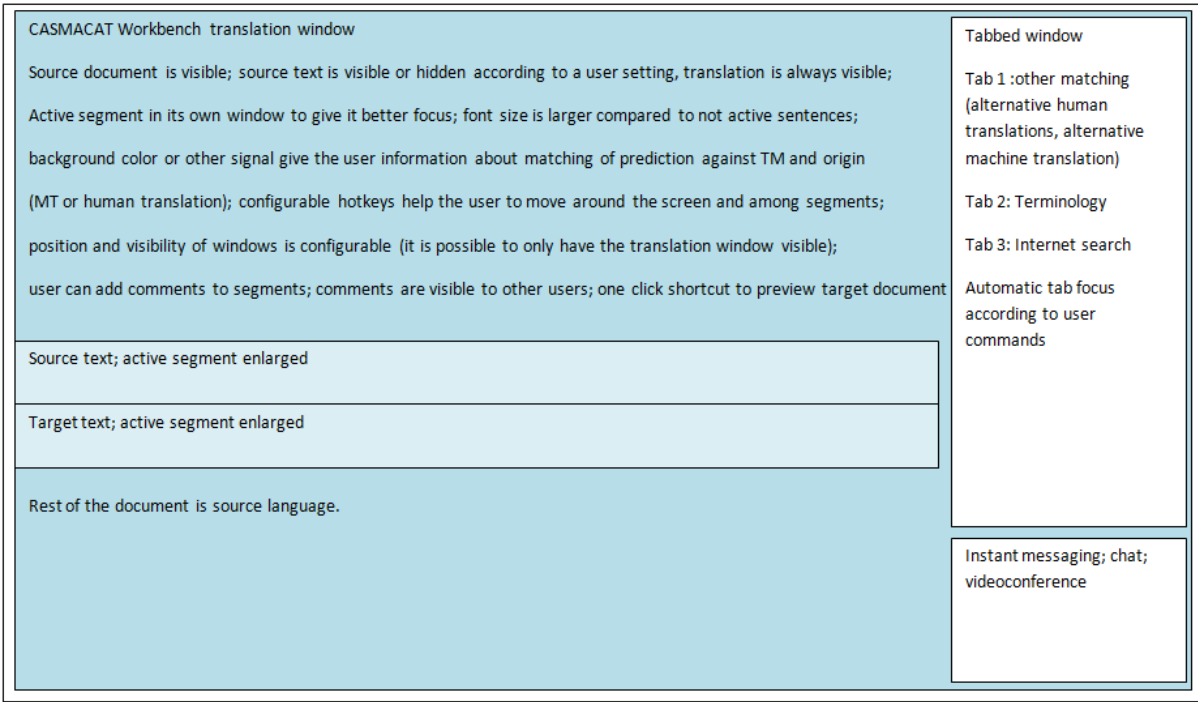 CASMACAT Workbench translation window
Source document is visible; source text is visible or hidden according to a user setting, translation is always visible;
Active segment in its own window to give it better focus; font size is larger compared to not active sentences;
background color or other signal give the user information about matching of prediction against TM and origin
(MT or human translation); configurable hotkeys help the user to move around the screen and among segments;
position and visibility of windows is configurable (it is possible to only have the translation window visible);
user can add comments to segments; comments are visible to other users; one click shortcut to preview target document
Source text; active segment enlarged
Target text; active segment enlarged
Rest of the document is source language.
Tabbed window
Tab 1 :other matching
(alternative human
translations, alternative
machine translation)
Tab 2: Terminology
Tab 3: Internet search
Automatic tab focus
according to user
commands
Instant messaging; chat;
videoconference